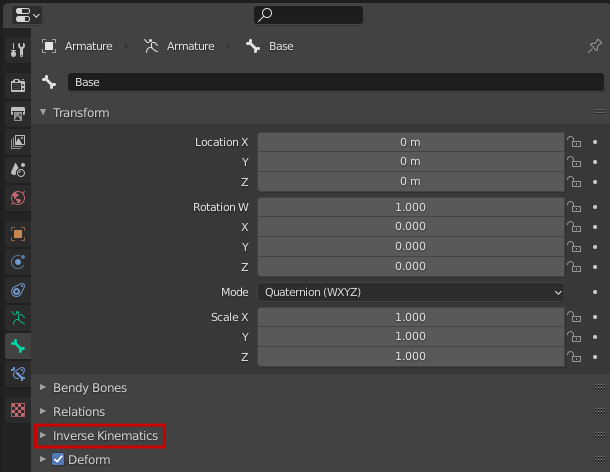 Armature › Armature › Base
Base
Transform
Location X 0 m
Y 0 m
Z 0 m
Rotation W 1.000
X 0.000
Y 0.000
Z 0.000
Mode Quaternion (WXYZ)
Scale X 1.000
Y 1.000
Z 1.000
Bendy Bones
Relations
Inverse Kinematics
Deform